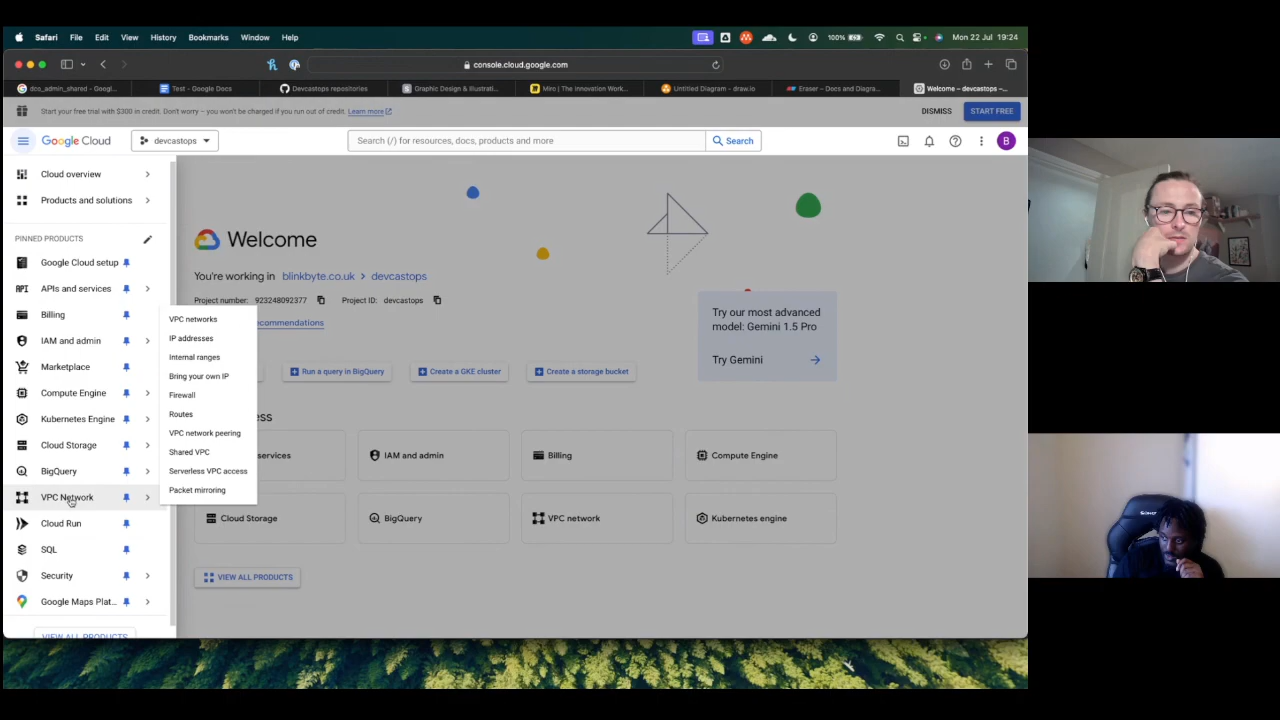 Safari File Edit View History Bookmarks Window Help
100% Mon 22 Jul 19:24
console.cloud.google.com
dco_admin_shared – Googl...
Test - Google Docs
Devcastops repositories
Graphic Design & Illustrati...
Miro | The Innovation Work...
Untitled Diagram - draw.io
Eraser – Docs and Diagra...
Welcome – devcastops –...
Start your free trial with $300 in credit. Don't worry – you won't be charged if you run out of credit. Learn more
DISMISS
START FREE
Google Cloud
devcastops
Search (/) for resources, docs, products and more
Search
B
Cloud overview
Products and solutions
PINNED PRODUCTS
Google Cloud setup
API APIs and services
Billing
IAM and admin
Marketplace
Compute Engine
Kubernetes Engine
Cloud Storage
BigQuery
VPC Network
Cloud Run
SQL
Security
Google Maps Plat...
VIEW ALL PRODUCTS
VPC networks
IP addresses
Internal ranges
Bring your own IP
Firewall
Routes
VPC network peering
Shared VPC
Serverless VPC access
Packet mirroring
Welcome
You're working in blinkbyte.co.uk > devcastops
Project number: 923248092377 Project ID: devcastops
ecommendations
Try our most advanced
model: Gemini 1.5 Pro
Try Gemini
Run a query in BigQuery
Create a GKE cluster
Create a storage bucket
ess
services
IAM and admin
Billing
Compute Engine
Cloud Storage
BigQuery
VPC network
Kubernetes engine
VIEW ALL PRODUCTS